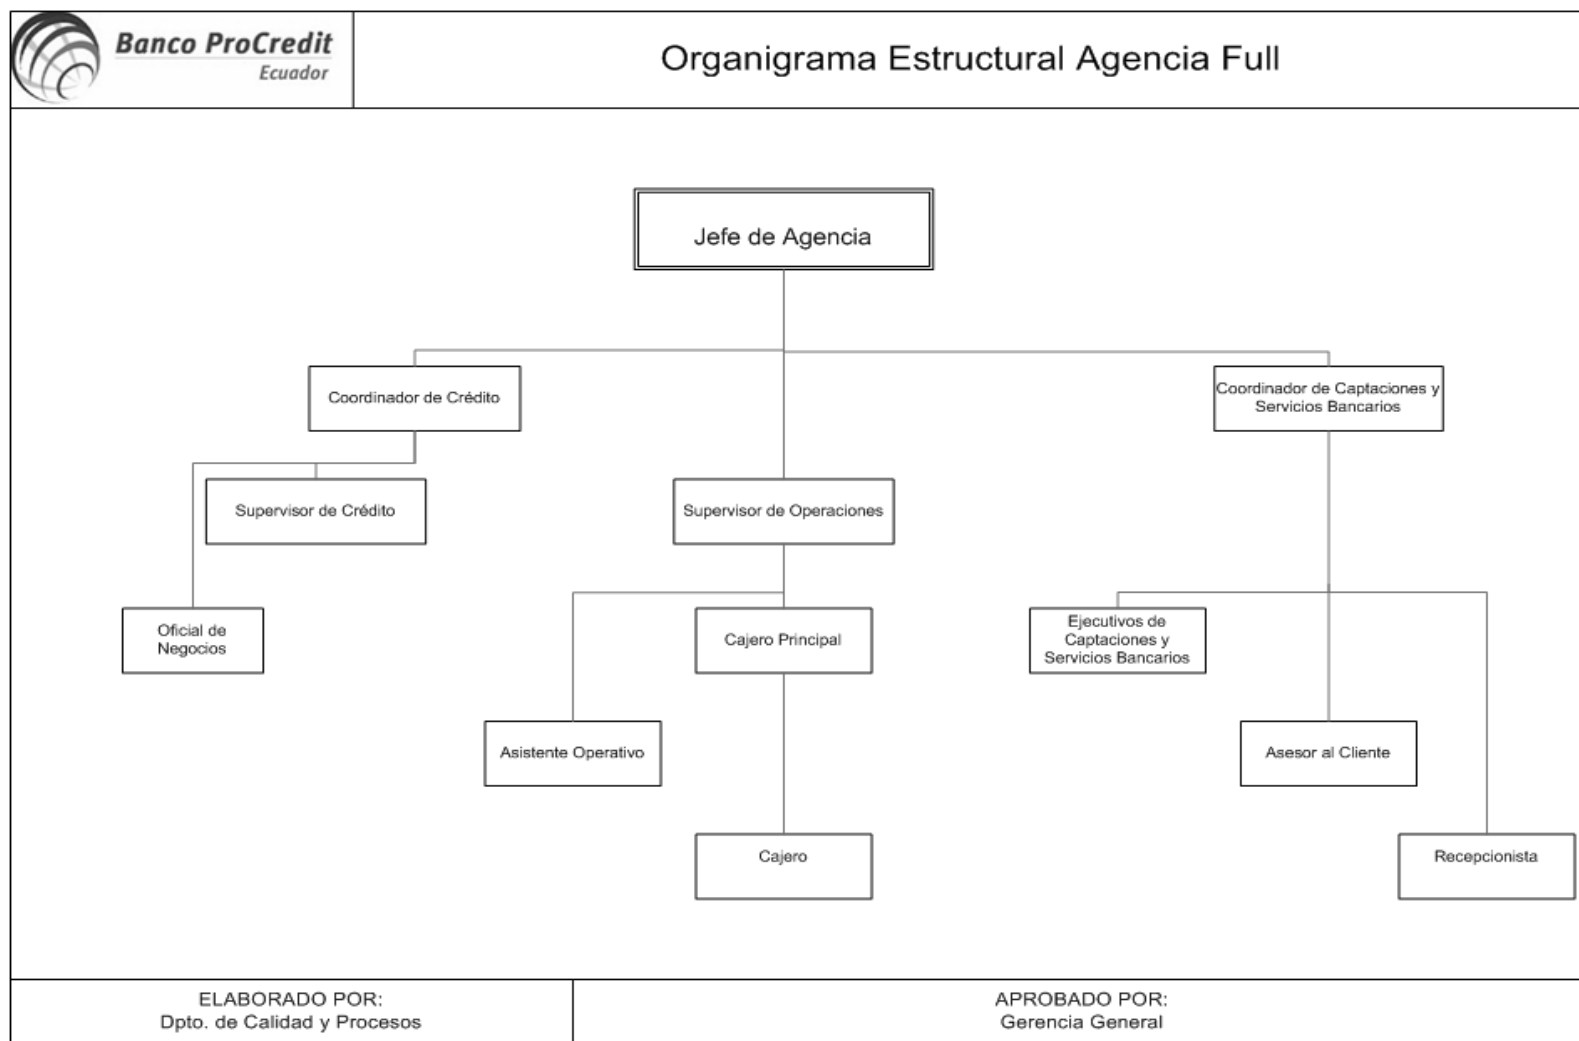 Banco ProCredit
Ecuador
Organigrama Estructural Agencia Full
Jefe de Agencia
Coordinador de Crédito
Coordinador de Captaciones y
Servicios Bancarios
Supervisor de Crédito
Supervisor de Operaciones
Oficial de
Negocios
Cajero Principal
Ejecutivos de
Captaciones y
Servicios Bancarios
Asistente Operativo
Asesor al Cliente
Cajero
Recepcionista
ELABORADO POR:
Dpto. de Calidad y Procesos
APROBADO POR:
Gerencia General